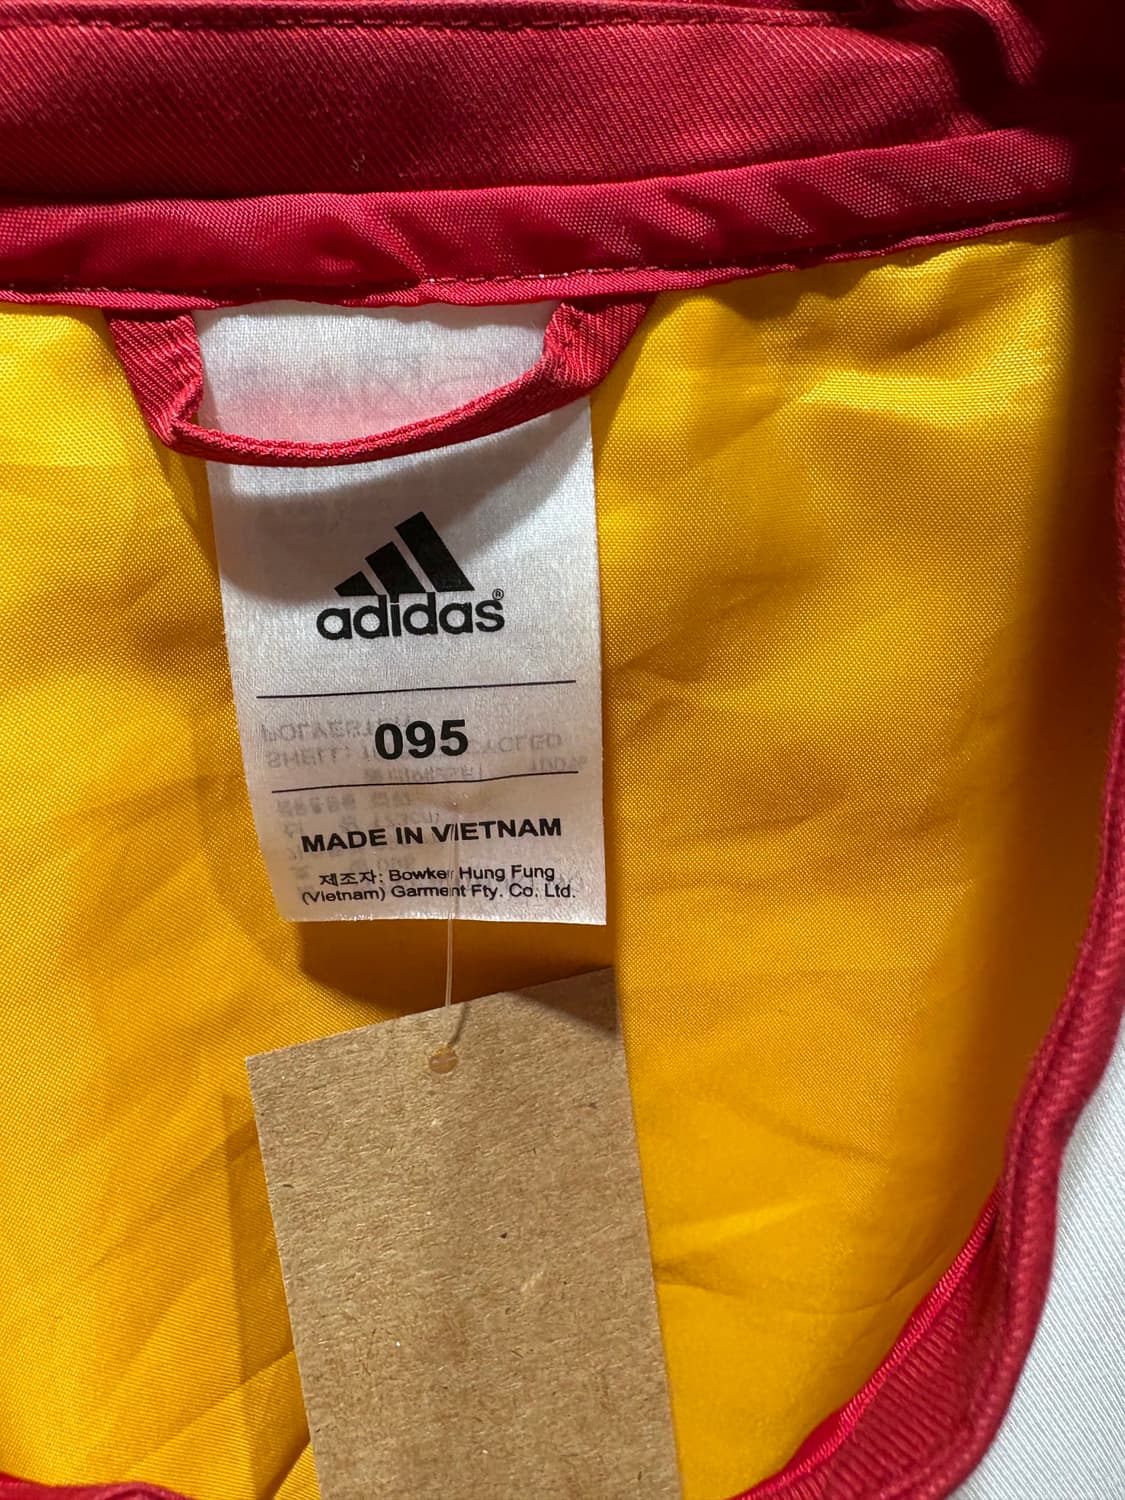 adidas®
095
MADE IN VIETNAM
제조자: Bowker Hung Fung
(Vietnam) Garment Fty. Co. Ltd.